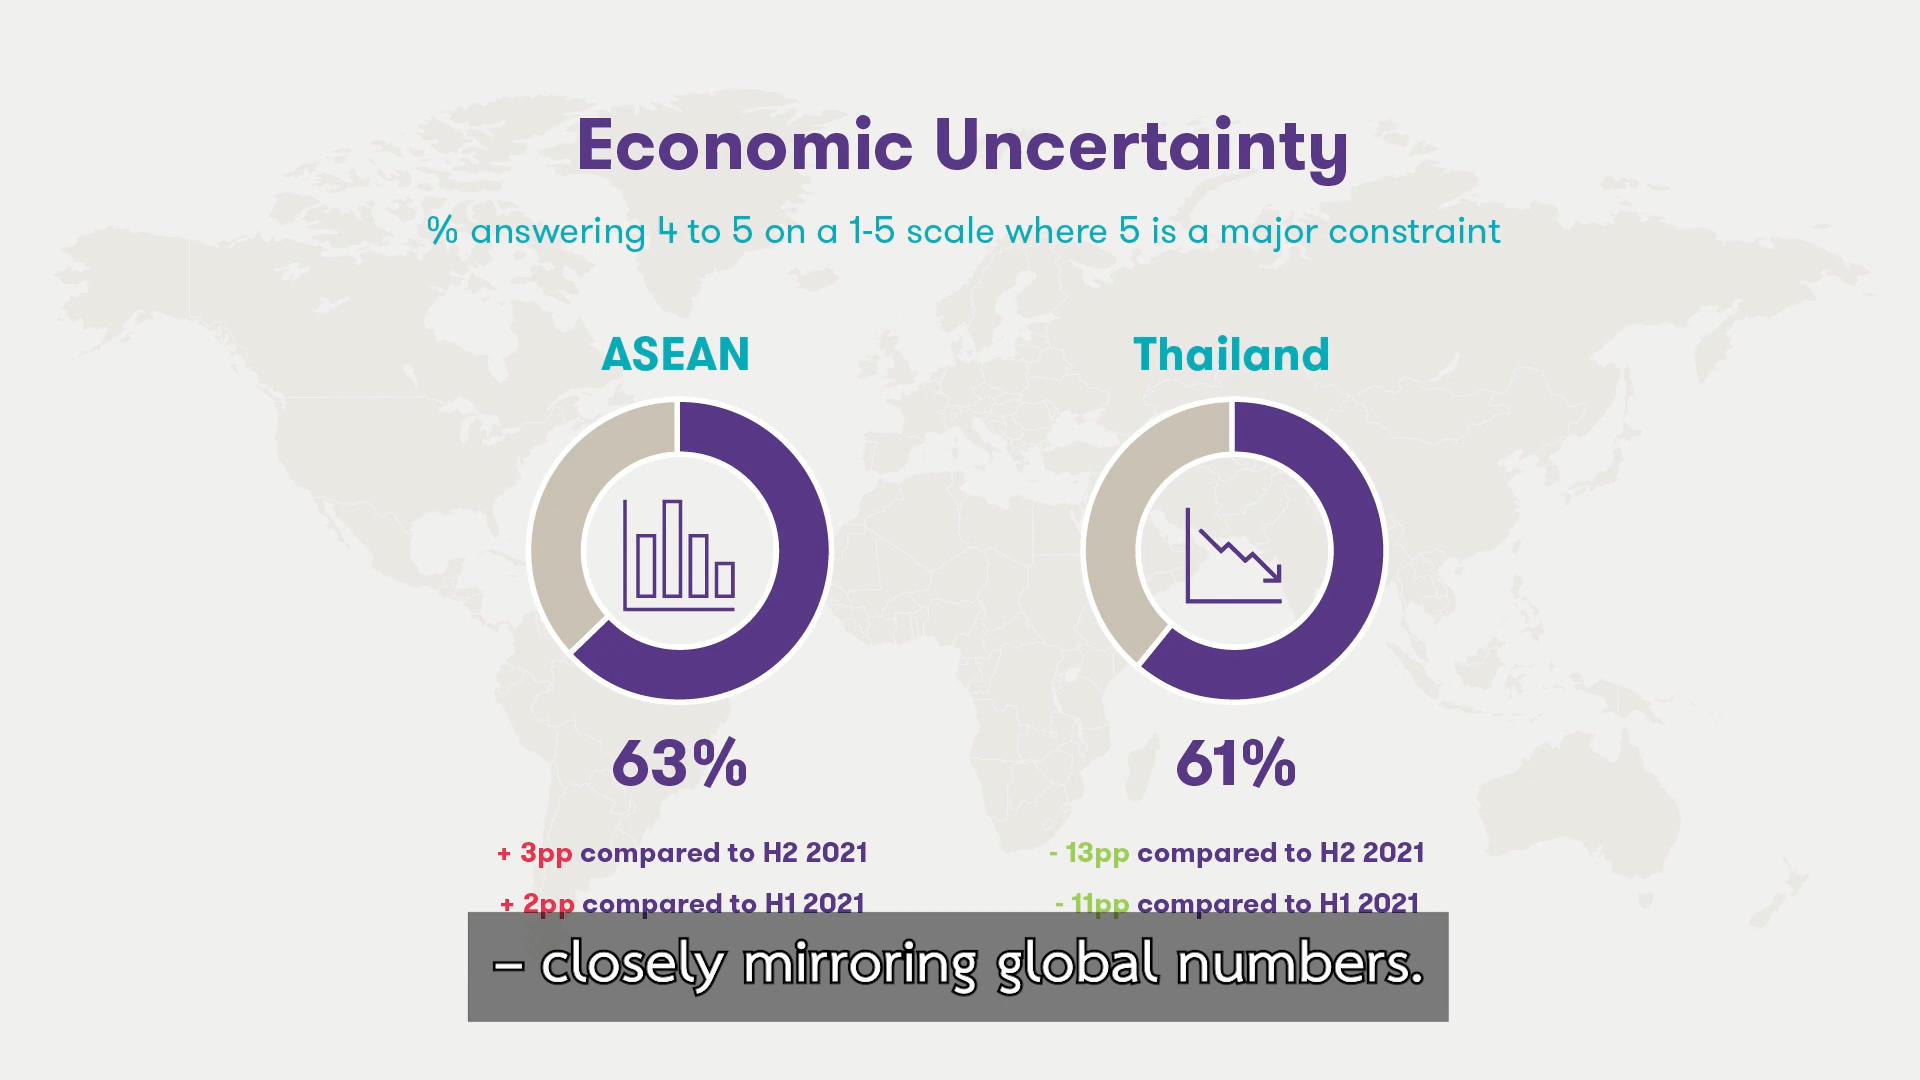 Economic Uncertainty
% answering 4 to 5 on a 1-5 scale where 5 is a major constraint
ASEAN
Thailand
63%
61%
+ 3pp compared to H2 2021
- 13pp compared to H2 2021
+ 2pp compared to H1 2021
- 11pp compared to H1 2021
– closely mirroring global numbers.